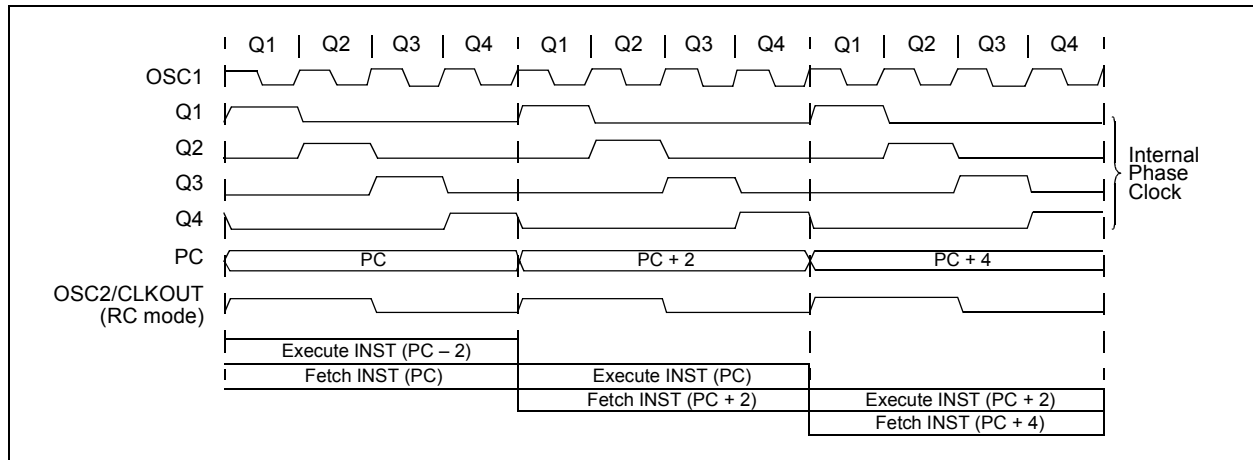 Q1 Q2 Q3 Q4 Q1 Q2 Q3 Q4 Q1 Q2 Q3 Q4
OSC1
Q1
Q2
Q3
Q4
Internal
Phase
Clock
PC PC PC + 2 PC + 4
OSC2/CLKOUT
(RC mode)
Execute INST (PC – 2)
Fetch INST (PC) Execute INST (PC)
Fetch INST (PC + 2) Execute INST (PC + 2)
Fetch INST (PC + 4)